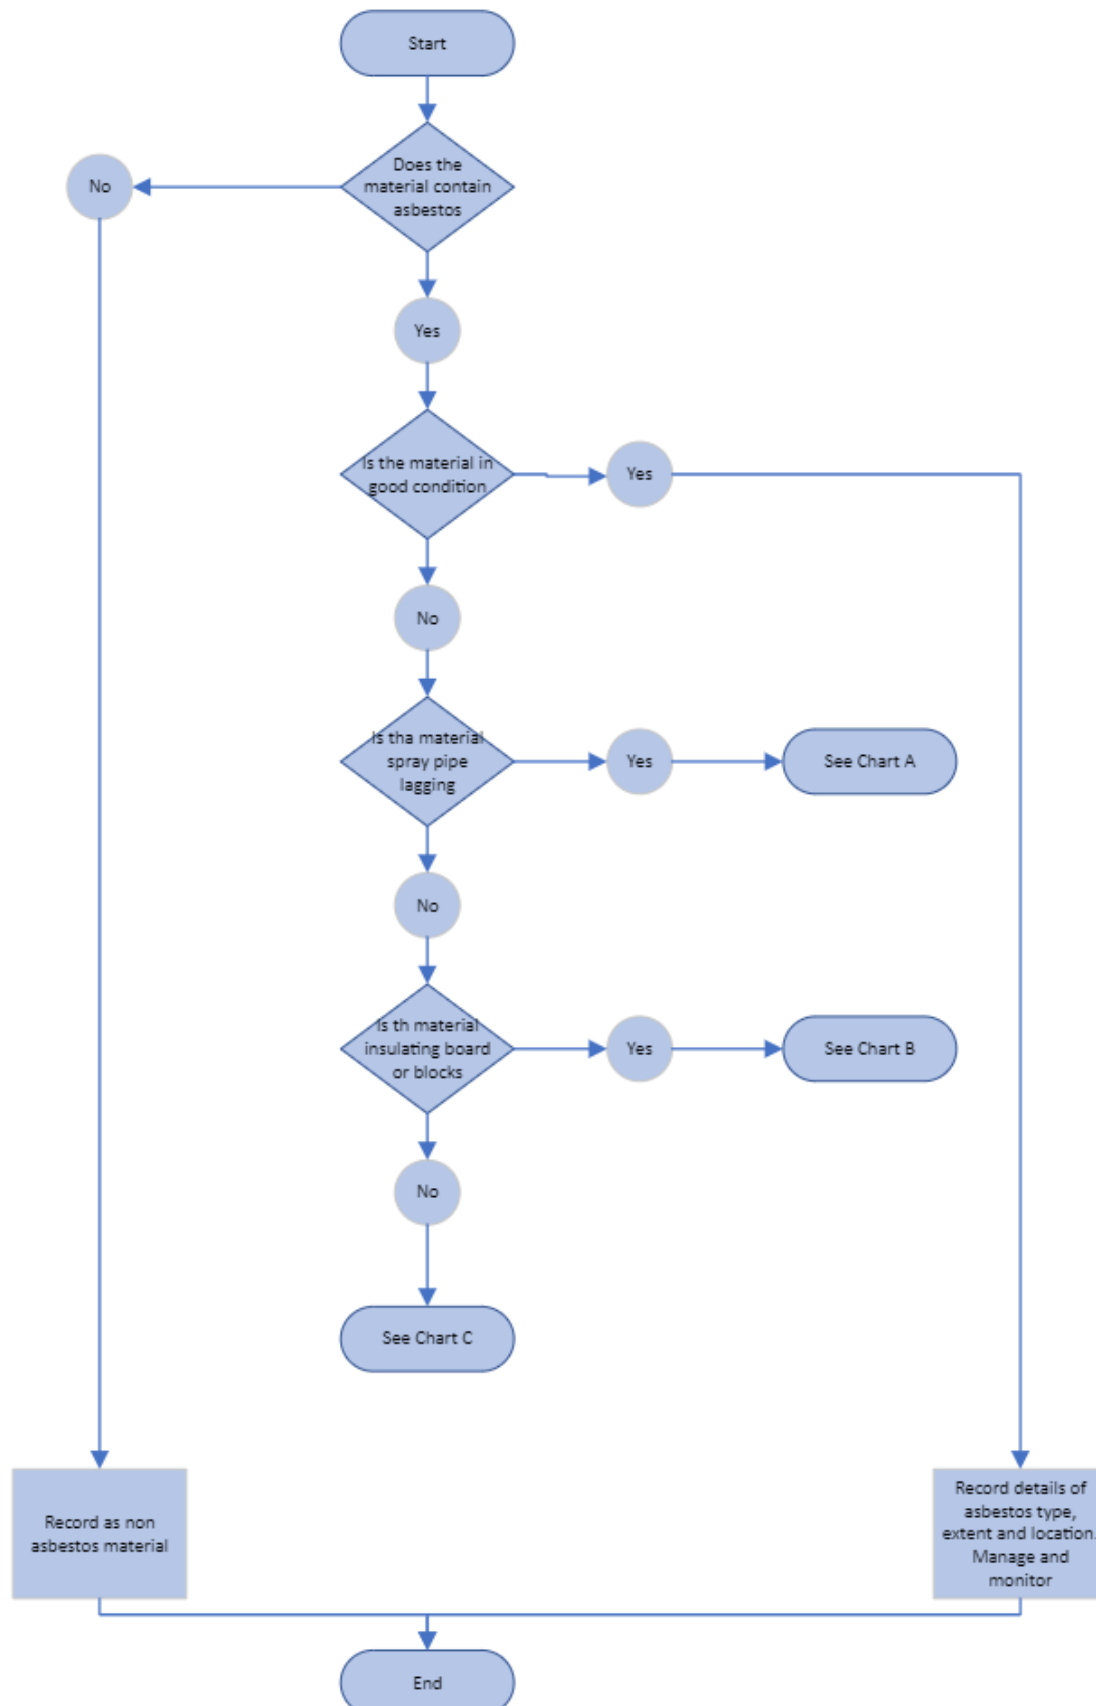 Start
Does the
material contain
asbestos
No
Yes
Is the material in
good condition
Yes
No
Is tha material
spray pipe
lagging
Yes
See Chart A
No
Is th material
insulating board
or blocks
Yes
See Chart B
No
See Chart C
Record as non
asbestos material
Record details of
asbestos type,
extent and location.
Manage and
monitor
End